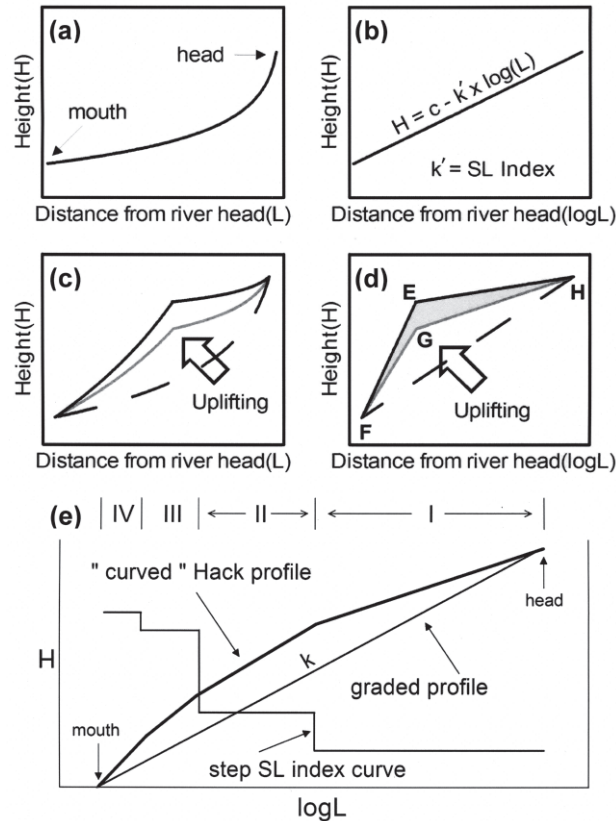 (a)
head
mouth
Height(H)
Distance from river head(L)
(b)
H = c - k′ x log(L)
k′ = SL Index
Height(H)
Distance from river head(logL)
(c)
Uplifting
Height(H)
Distance from river head(L)
(d)
E
H
G
Uplifting
F
Height(H)
Distance from river head(logL)
(e)
IV
III
II
I
" curved " Hack profile
head
k
H
graded profile
mouth
step SL index curve
logL